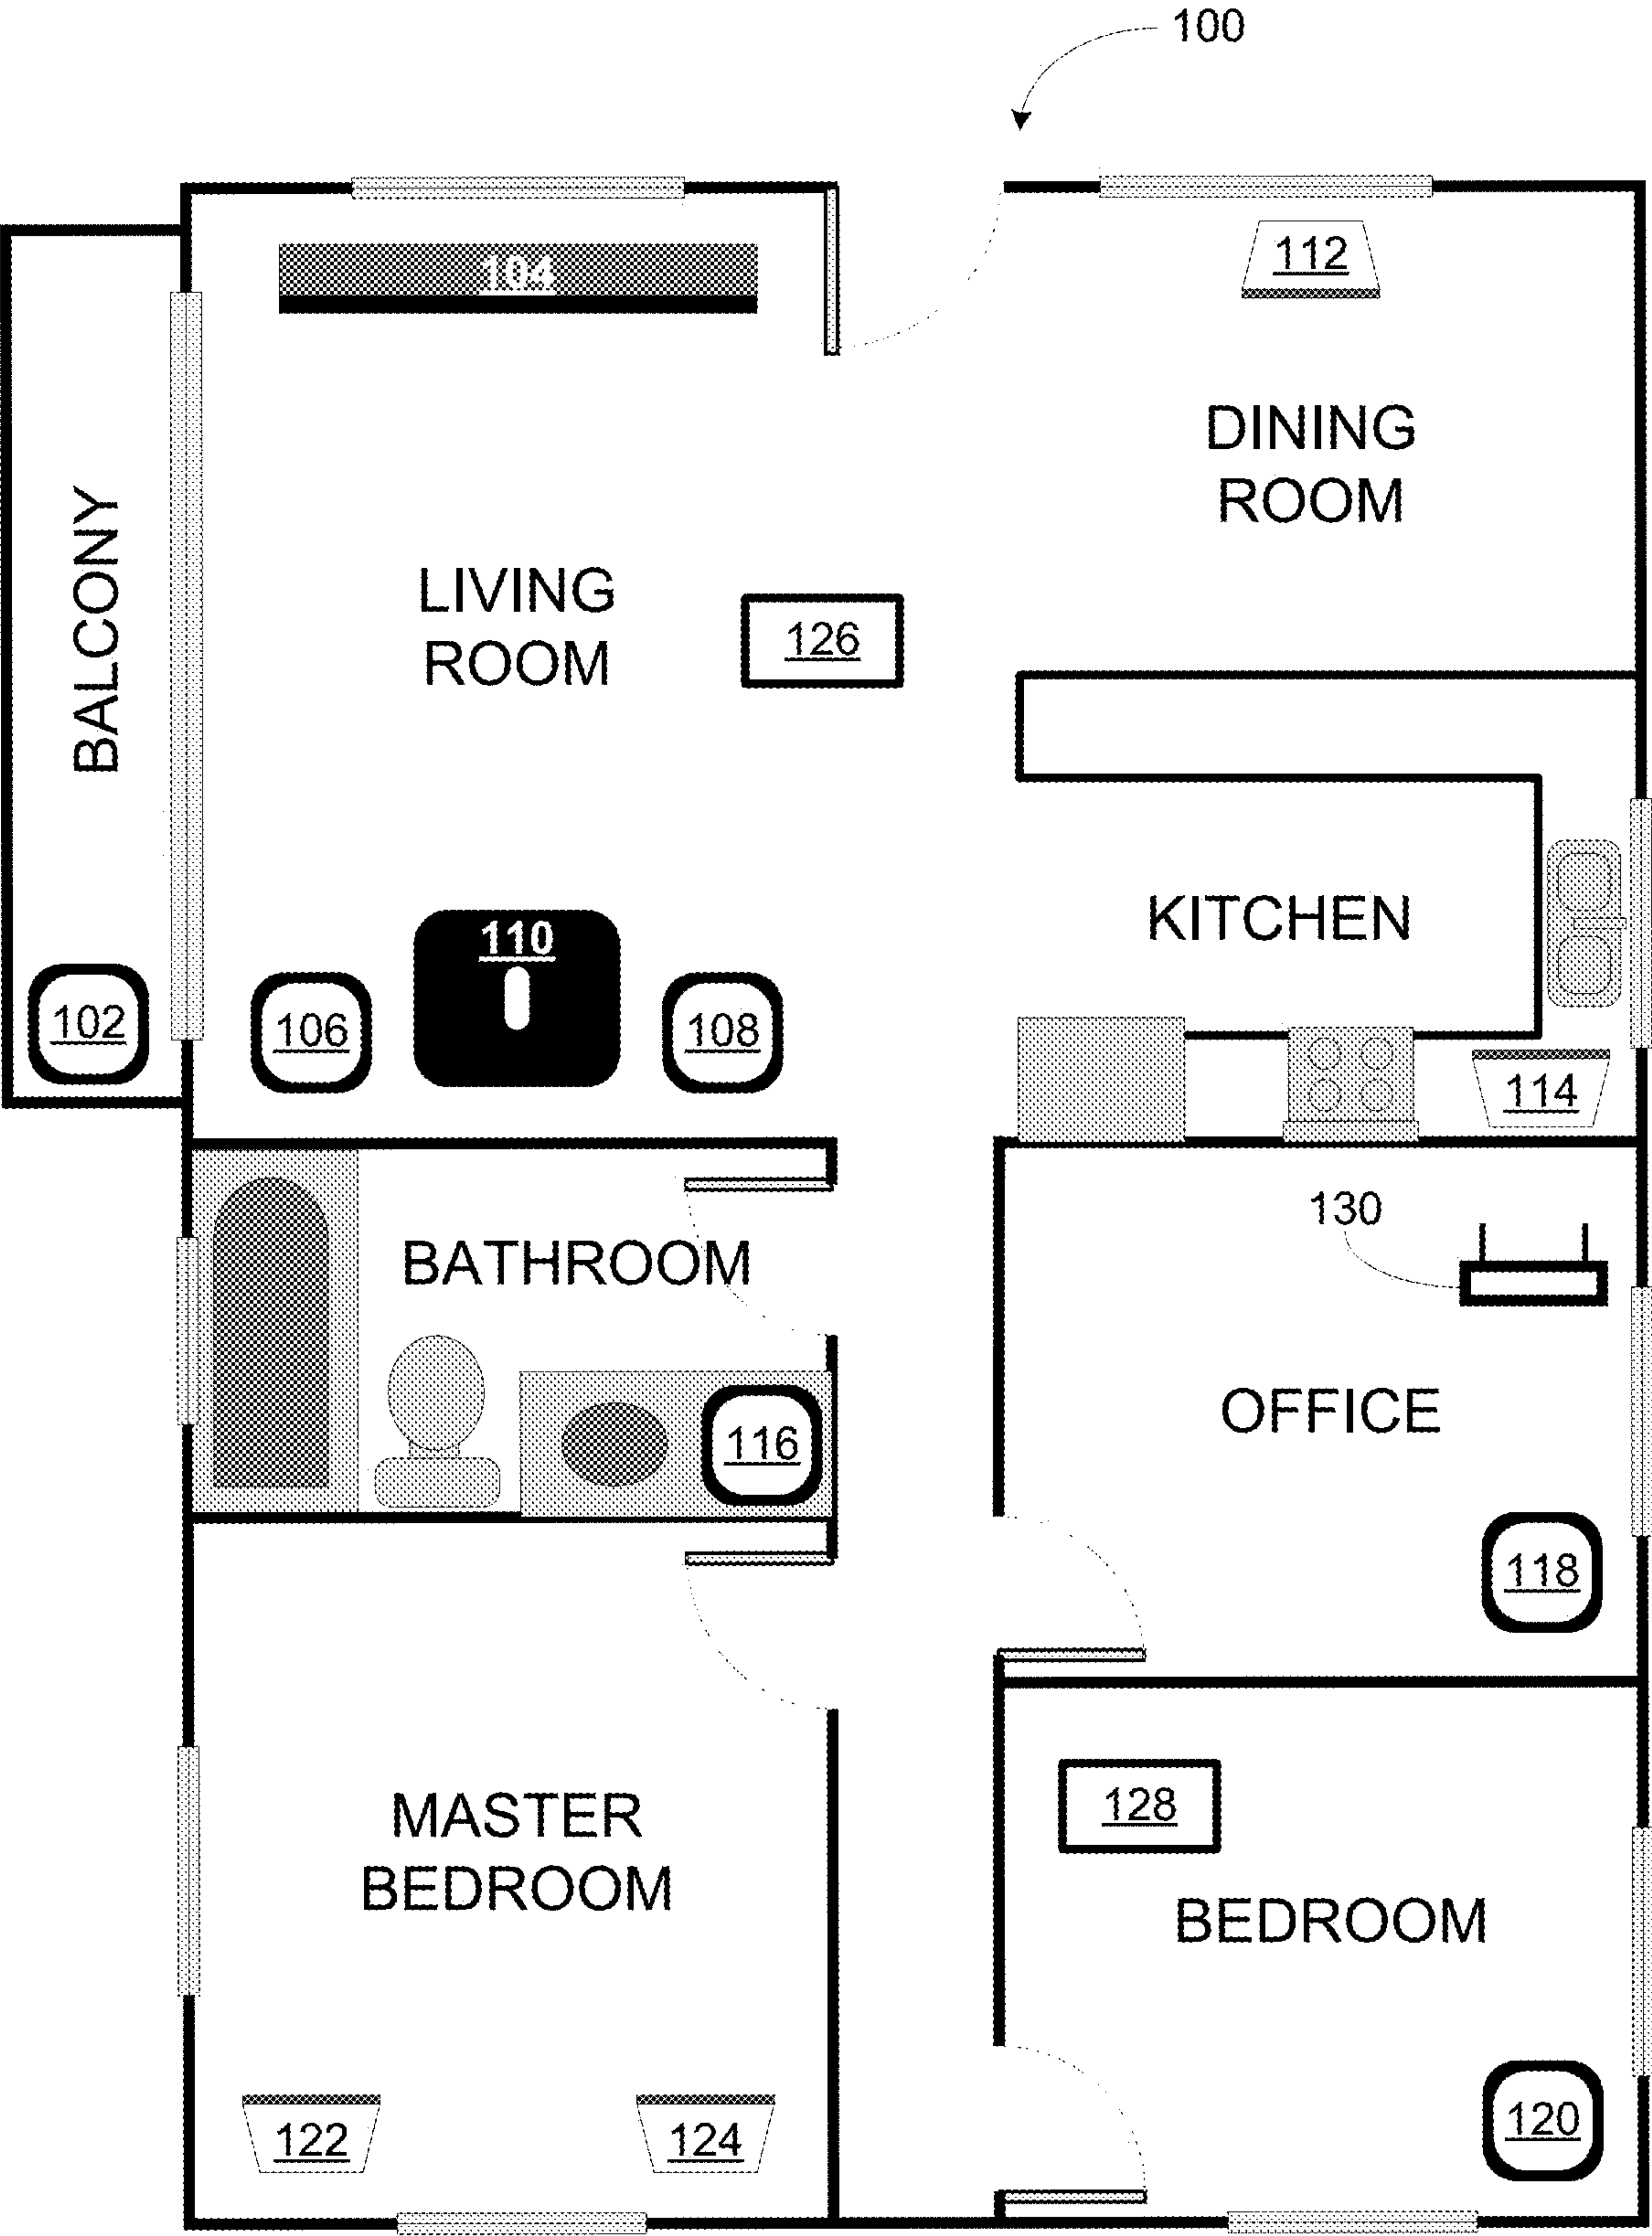 100
104
112
DINING
ROOM
BALCONY
LIVING
ROOM
126
KITCHEN
110
102
106
108
114
130
BATHROOM
OFFICE
116
118
128
MASTER
BEDROOM
BEDROOM
122
124
120